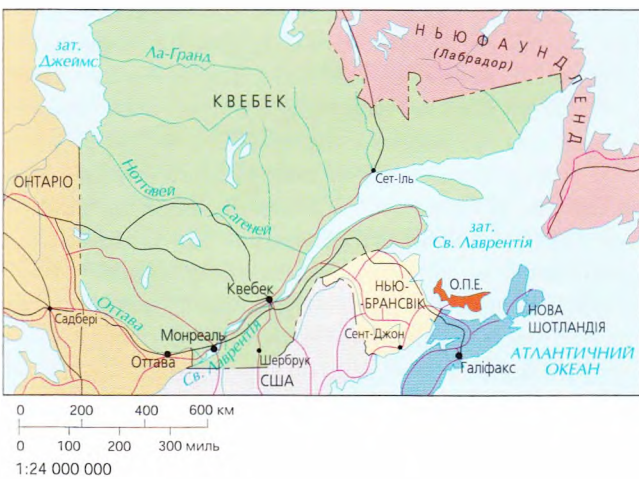 зат.
Джеймс
Ла-Гранд
НЬЮФАУНДЛЕНД
(Лабрадор)
КВЕБЕК
Ноттавей
Сет-Іль
ОНТАРІО
Сагеней
зат.
Св. Лаврентія
Квебек
НЬЮ-
-БРАНСВІК
О.П.Е.
Оттава
Садбері
Монреаль
Св. Лаврентія
Сент-Джон
НОВА
ШОТЛАНДІЯ
Оттава
Шербрук
США
Галіфакс
АТЛАНТИЧНИЙ
ОКЕАН
0 200 400 600 км
0 100 200 300 миль
1:24 000 000